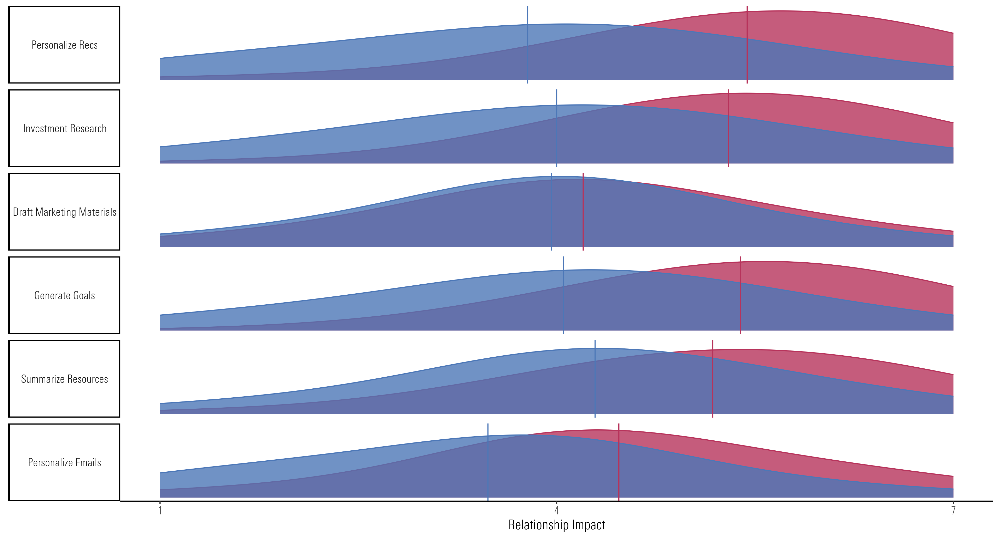 Personalize Recs
Investment Research
Draft Marketing Materials
Generate Goals
Summarize Resources
Personalize Emails
1
4
7
Relationship Impact